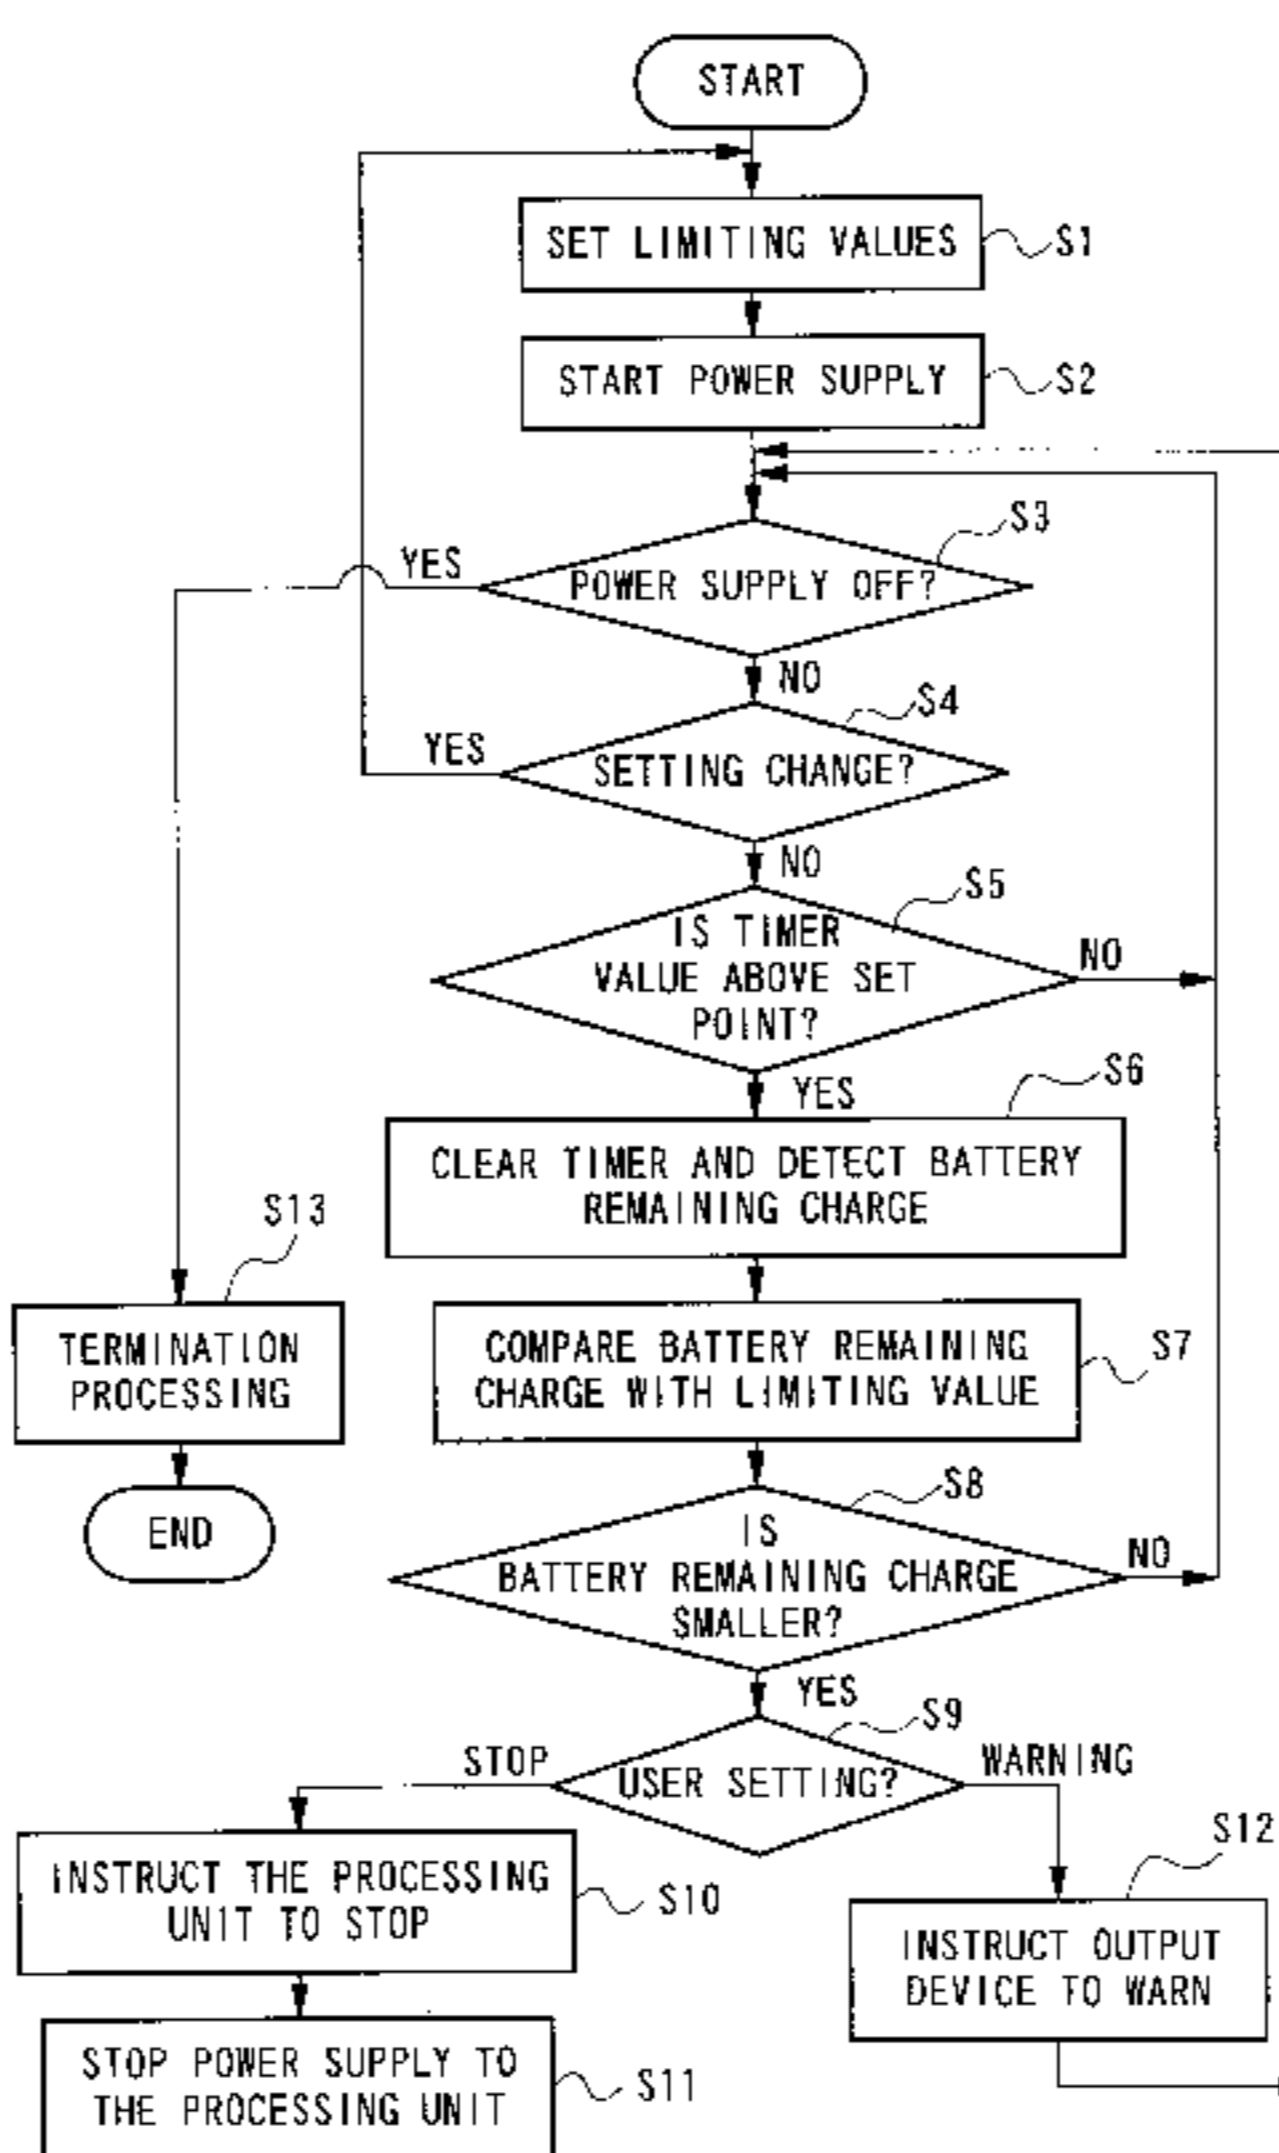 START
SET LIMITING VALUES
S1
START POWER SUPPLY
S2
S3
YES
POWER SUPPLY OFF?
NO
S4
YES
SETTING CHANGE?
NO
S5
IS TIMER
VALUE ABOVE SET
POINT?
NO
YES
S6
CLEAR TIMER AND DETECT BATTERY
REMAINING CHARGE
S13
TERMINATION
PROCESSING
COMPARE BATTERY REMAINING
CHARGE WITH LIMITING VALUE
S7
END
S8
IS
BATTERY REMAINING CHARGE
SMALLER?
NO
YES
S9
STOP
USER SETTING?
WARNING
S12
INSTRUCT THE PROCESSING
UNIT TO STOP
S10
INSTRUCT OUTPUT
DEVICE TO WARN
STOP POWER SUPPLY TO
THE PROCESSING UNIT
S11